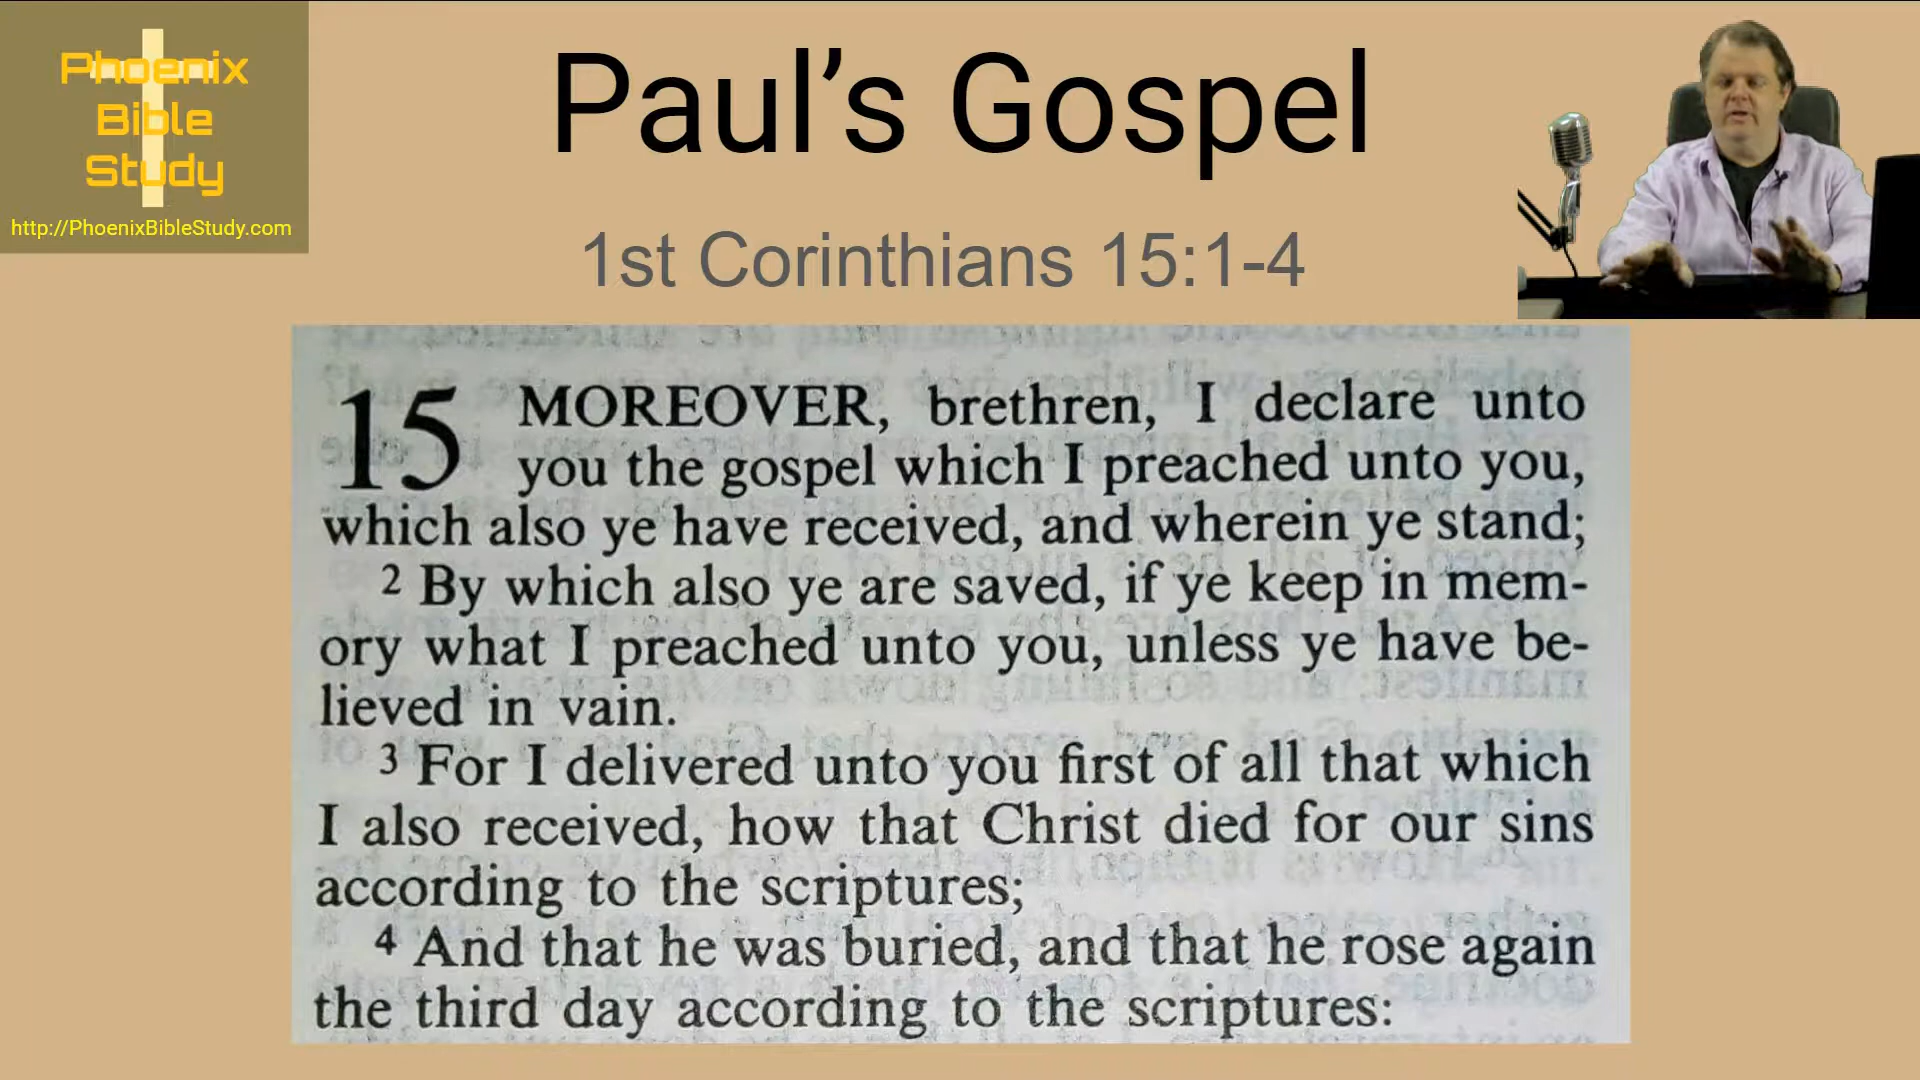 Phoenix
Bible
Study
http://PhoenixBibleStudy.com
Paul’s Gospel
1st Corinthians 15:1-4
15 MOREOVER, brethren, I declare unto
you the gospel which I preached unto you,
which also ye have received, and wherein ye stand;
2 By which also ye are saved, if ye keep in mem-
ory what I preached unto you, unless ye have be-
lieved in vain.
3 For I delivered unto you first of all that which
I also received, how that Christ died for our sins
according to the scriptures;
4 And that he was buried, and that he rose again
the third day according to the scriptures: